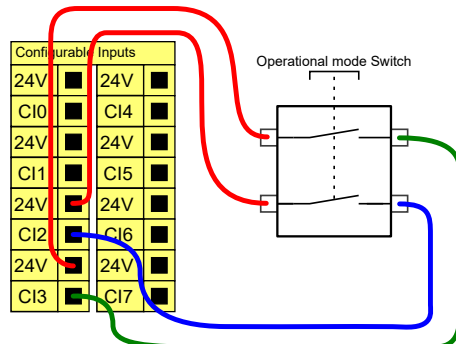 Configurable Inputs
Operational mode Switch
24V 24V
CI0 CI4
24V 24V
CI1 CI5
24V 24V
CI2 CI6
24V 24V
CI3 CI7